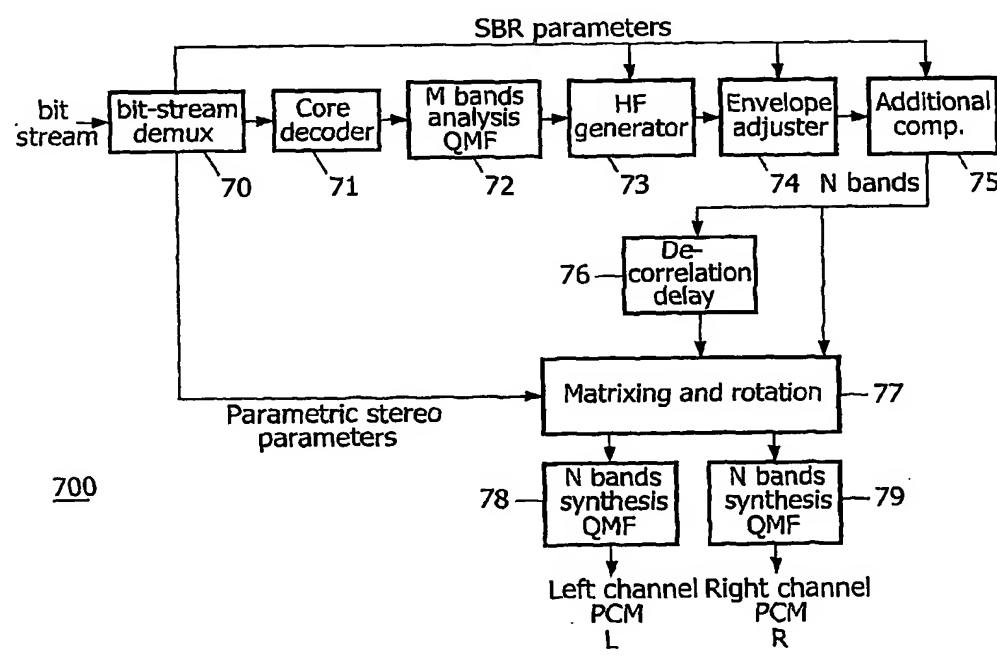 SBR parameters
bit
stream
bit-stream
demux
Core
decoder
M bands
analysis
QMF
HF
generator
Envelope
adjuster
Additional
comp.
70
71
72
73
74
N bands
75
De-
correlation
delay
76
Matrixing and rotation
77
Parametric stereo
parameters
700
78
N bands
synthesis
QMF
N bands
synthesis
QMF
79
Left channel
PCM
L
Right channel
PCM
R